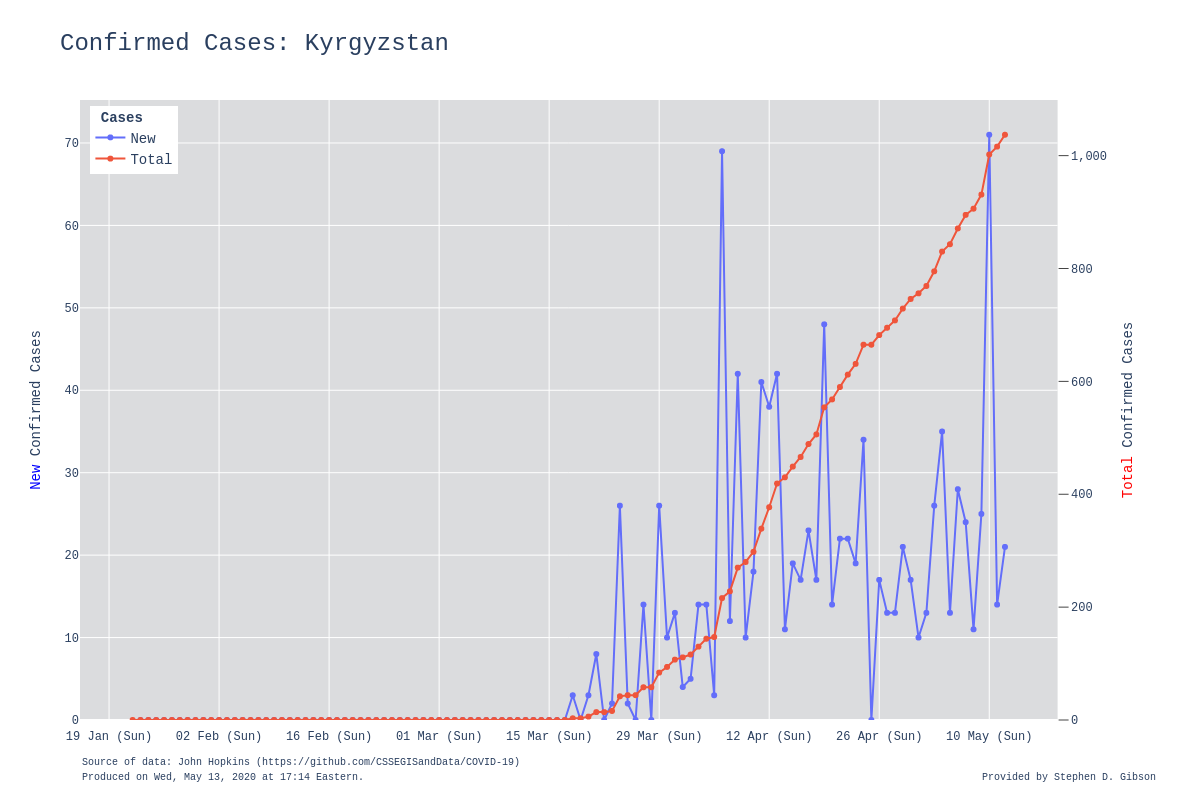 Confirmed Cases: Kyrgyzstan
Cases
New
Total
70
60
50
40
30
20
10
0
New Confirmed Cases
1,000
800
600
400
200
0
Total Confirmed Cases
19 Jan (Sun) 02 Feb (Sun) 16 Feb (Sun) 01 Mar (Sun) 15 Mar (Sun) 29 Mar (Sun) 12 Apr (Sun) 26 Apr (Sun) 10 May (Sun)
Source of data: John Hopkins (https://github.com/CSSEGISandData/COVID-19)
Produced on Wed, May 13, 2020 at 17:14 Eastern.
Provided by Stephen D. Gibson